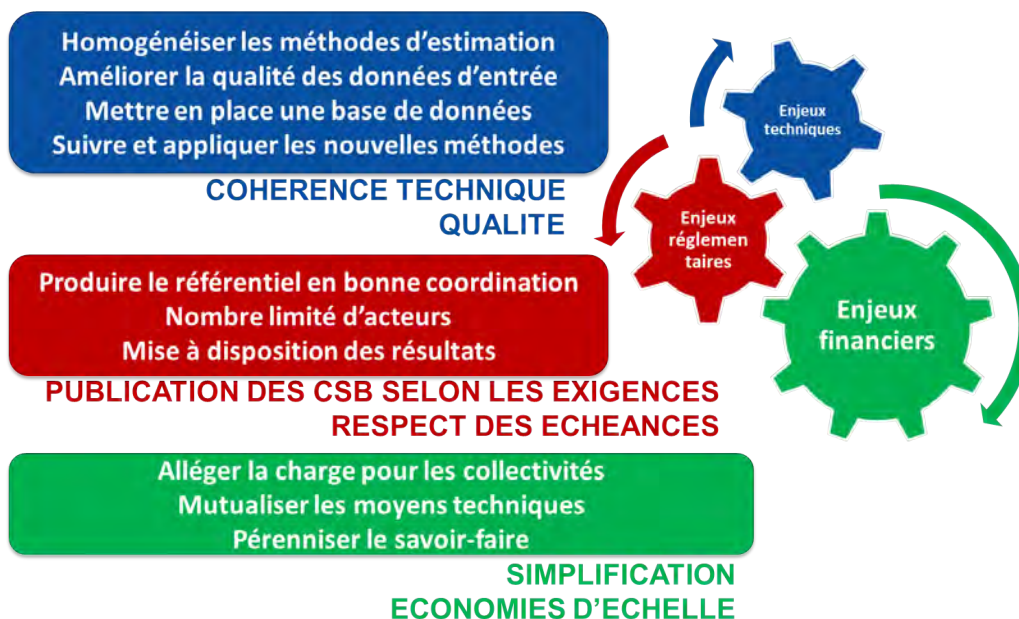 Homogénéiser les méthodes d'estimation
Améliorer la qualité des données d'entrée
Mettre en place une base de données
Suivre et appliquer les nouvelles méthodes
COHERENCE TECHNIQUE
QUALITE
Enjeux
techniques
Enjeux
réglemen
taires
Enjeux
financiers
Produire le référentiel en bonne coordination
Nombre limité d'acteurs
Mise à disposition des résultats
PUBLICATION DES CSB SELON LES EXIGENCES
RESPECT DES ECHEANCES
Alléger la charge pour les collectivités
Mutualiser les moyens techniques
Pérenniser le savoir-faire
SIMPLIFICATION
ECONOMIES D'ECHELLE